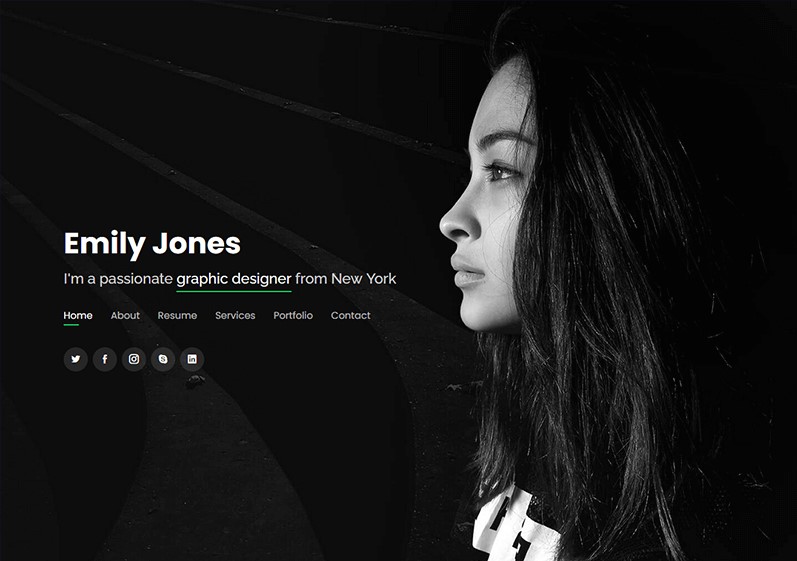 Emily Jones
I'm a passionate graphic designer from New York
Home About Resume Services Portfolio Contact